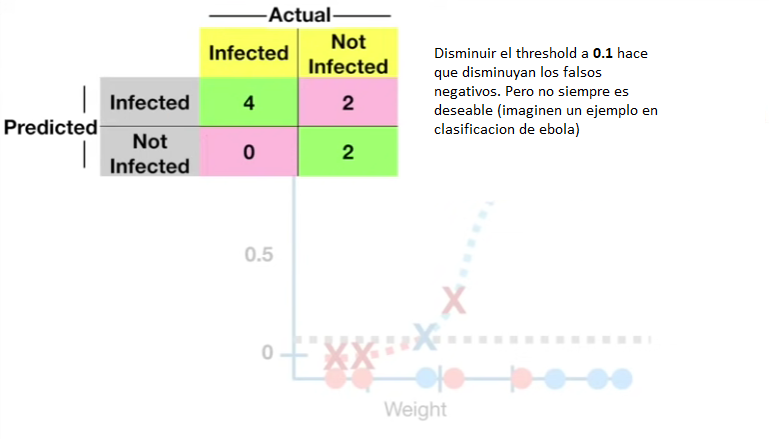 Actual
Infected
Not
Infected
Predicted
Infected
4
2
Not
Infected
0
2
Disminuir el threshold a 0.1 hace
que disminuyan los falsos
negativos. Pero no siempre es
deseable (imaginen un ejemplo en
clasificacion de ebola)
0.5
0
X
X
X X
Weight